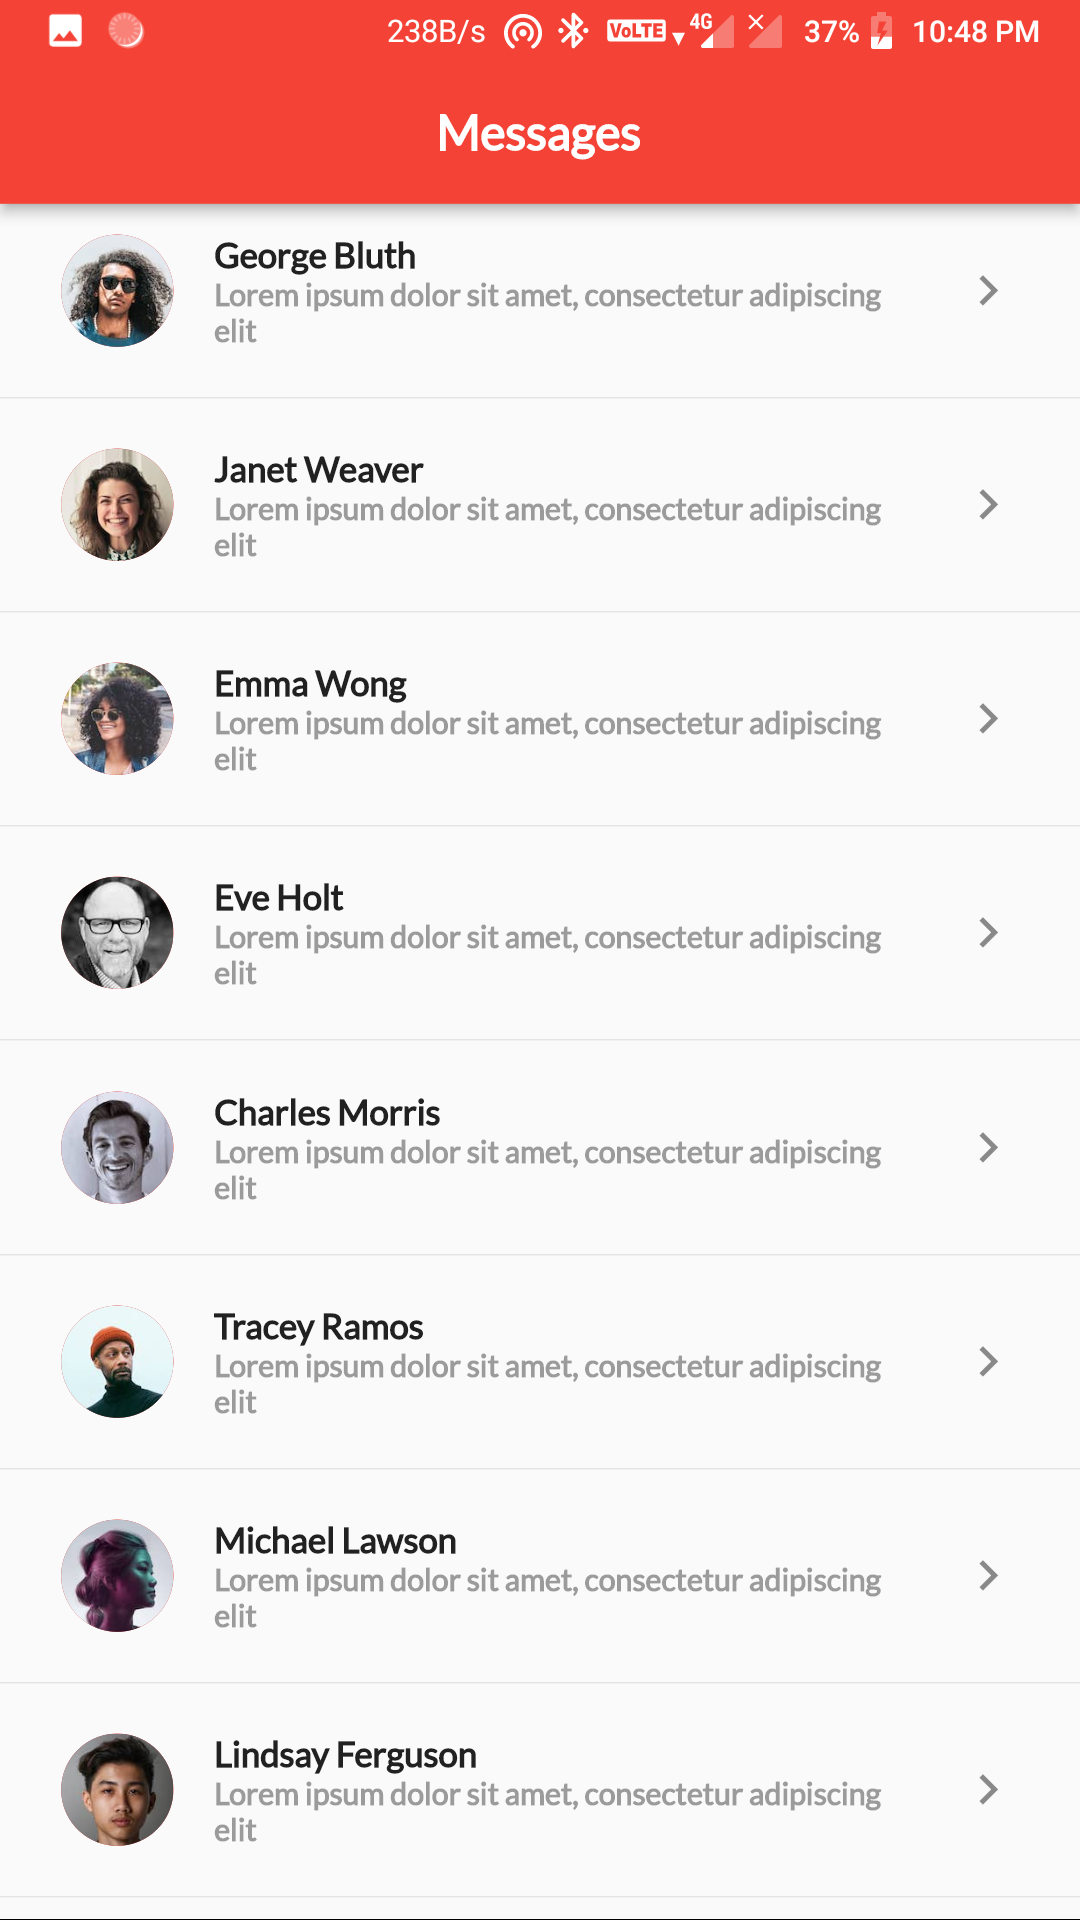 238B/s VoLTE 4G 37% 10:48 PM
Messages
George Bluth
Lorem ipsum dolor sit amet, consectetur adipiscing
elit
Janet Weaver
Lorem ipsum dolor sit amet, consectetur adipiscing
elit
Emma Wong
Lorem ipsum dolor sit amet, consectetur adipiscing
elit
Eve Holt
Lorem ipsum dolor sit amet, consectetur adipiscing
elit
Charles Morris
Lorem ipsum dolor sit amet, consectetur adipiscing
elit
Tracey Ramos
Lorem ipsum dolor sit amet, consectetur adipiscing
elit
Michael Lawson
Lorem ipsum dolor sit amet, consectetur adipiscing
elit
Lindsay Ferguson
Lorem ipsum dolor sit amet, consectetur adipiscing
elit